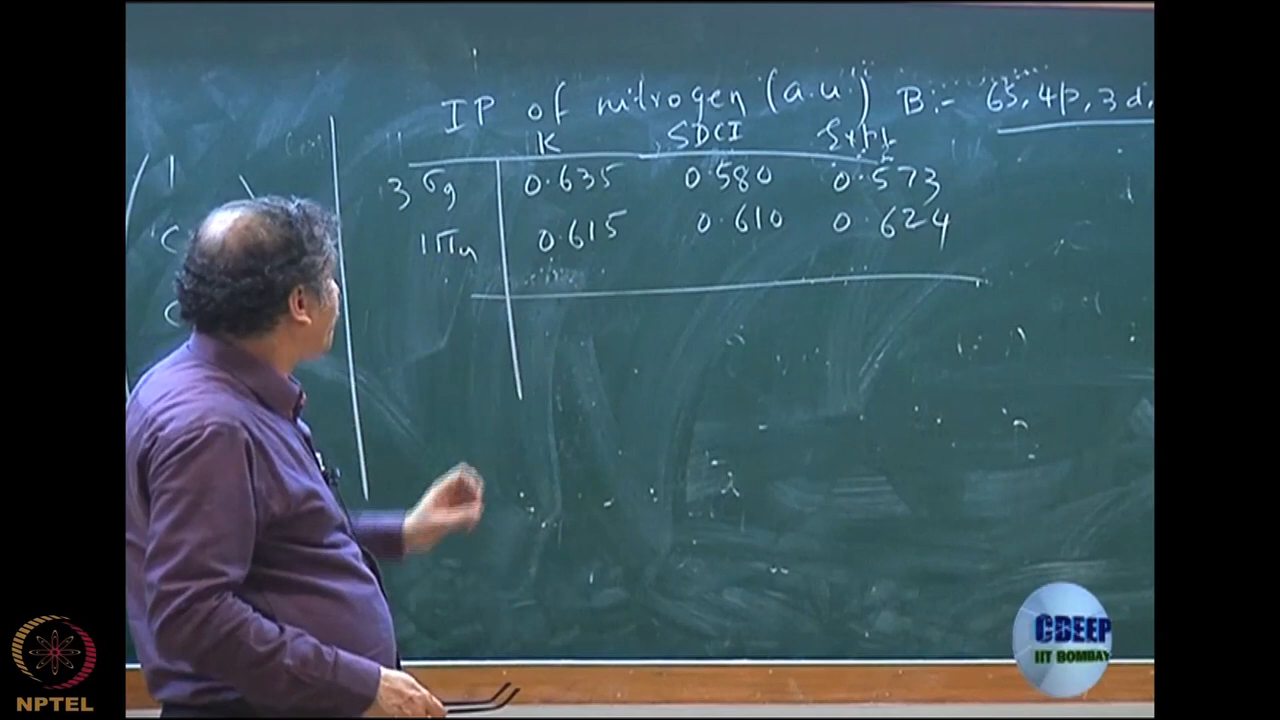 IP of nitrogen (a.u.) B:- 6s, 4p, 3d,
K SDCI Expt
3σg 0.635 0.580 0.573
1πu 0.615 0.610 0.624
NPTEL
CDEEP
IIT BOMBAY